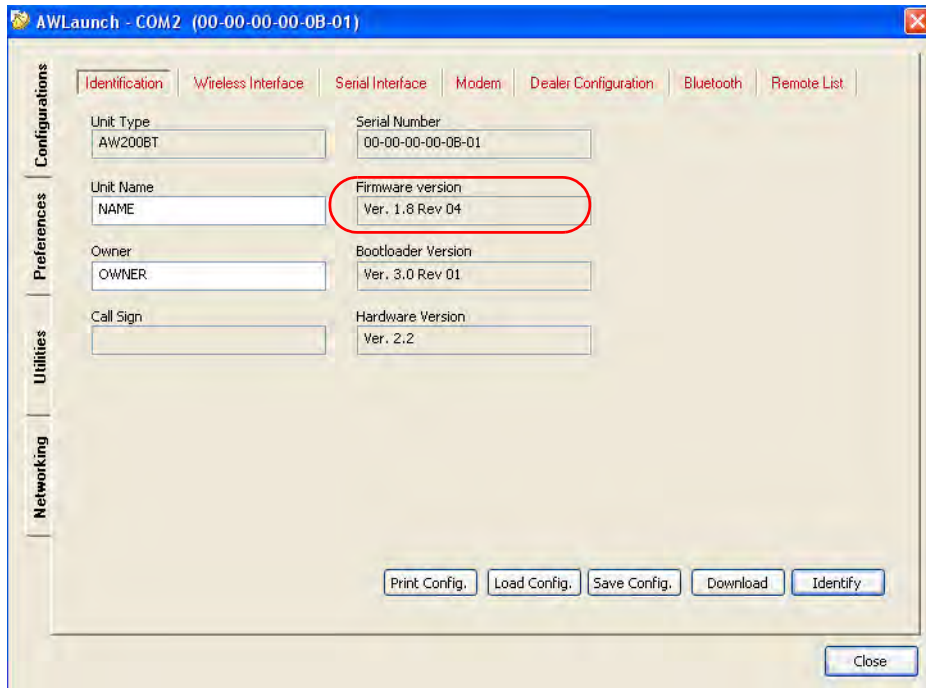 AWLaunch - COM2 (00-00-00-00-0B-01)
Configurations
Preferences
Utilities
Networking
Identification Wireless Interface Serial Interface Modem Dealer Configuration Bluetooth Remote List
Unit Type Serial Number
AW200BT 00-00-00-00-0B-01
Unit Name Firmware version
NAME Ver. 1.8 Rev 04
Owner Bootloader Version
OWNER Ver. 3.0 Rev 01
Call Sign Hardware Version
Ver. 2.2
Print Config. Load Config. Save Config. Download Identify
Close